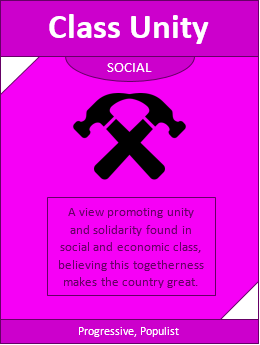 Class Unity
SOCIAL
A view promoting unity
and solidarity found in
social and economic class,
believing this togetherness
makes the country great.
Progressive, Populist